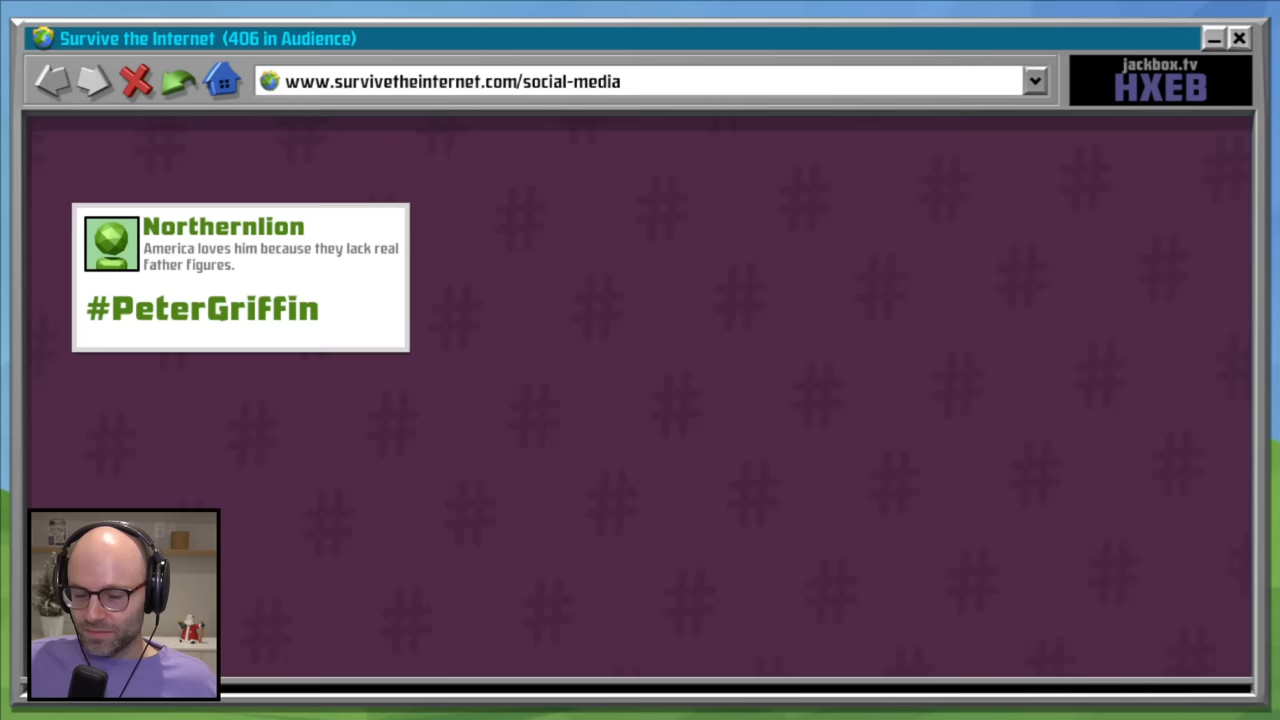 Survive the Internet (406 in Audience)
www.survivetheinternet.com/social-media
jackbox.tv
HXEB
Northernlion
America loves him because they lack real
father figures.
#PeterGriffin